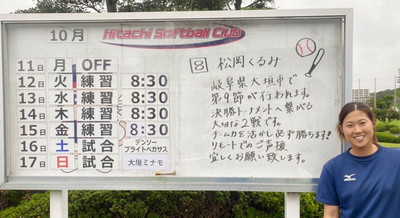 10月
Hitachi Softball Club
11日 月 OFF
12日 火 練習 8:30
13日 水 練習 8:30
14日 木 練習 8:30
15日 金 練習 8:30
16日 土 試合 デンソー
ブライトペガサス
17日 日 試合 大垣ミナモ
8 松岡くるみ
岐阜県大垣市で
第9節が行われます。
決勝トーナメントへ繋がる
大切な2戦です。
チーム力を活かし必ず勝ちます!
リモートでのご声援
宜しくお願い致します。